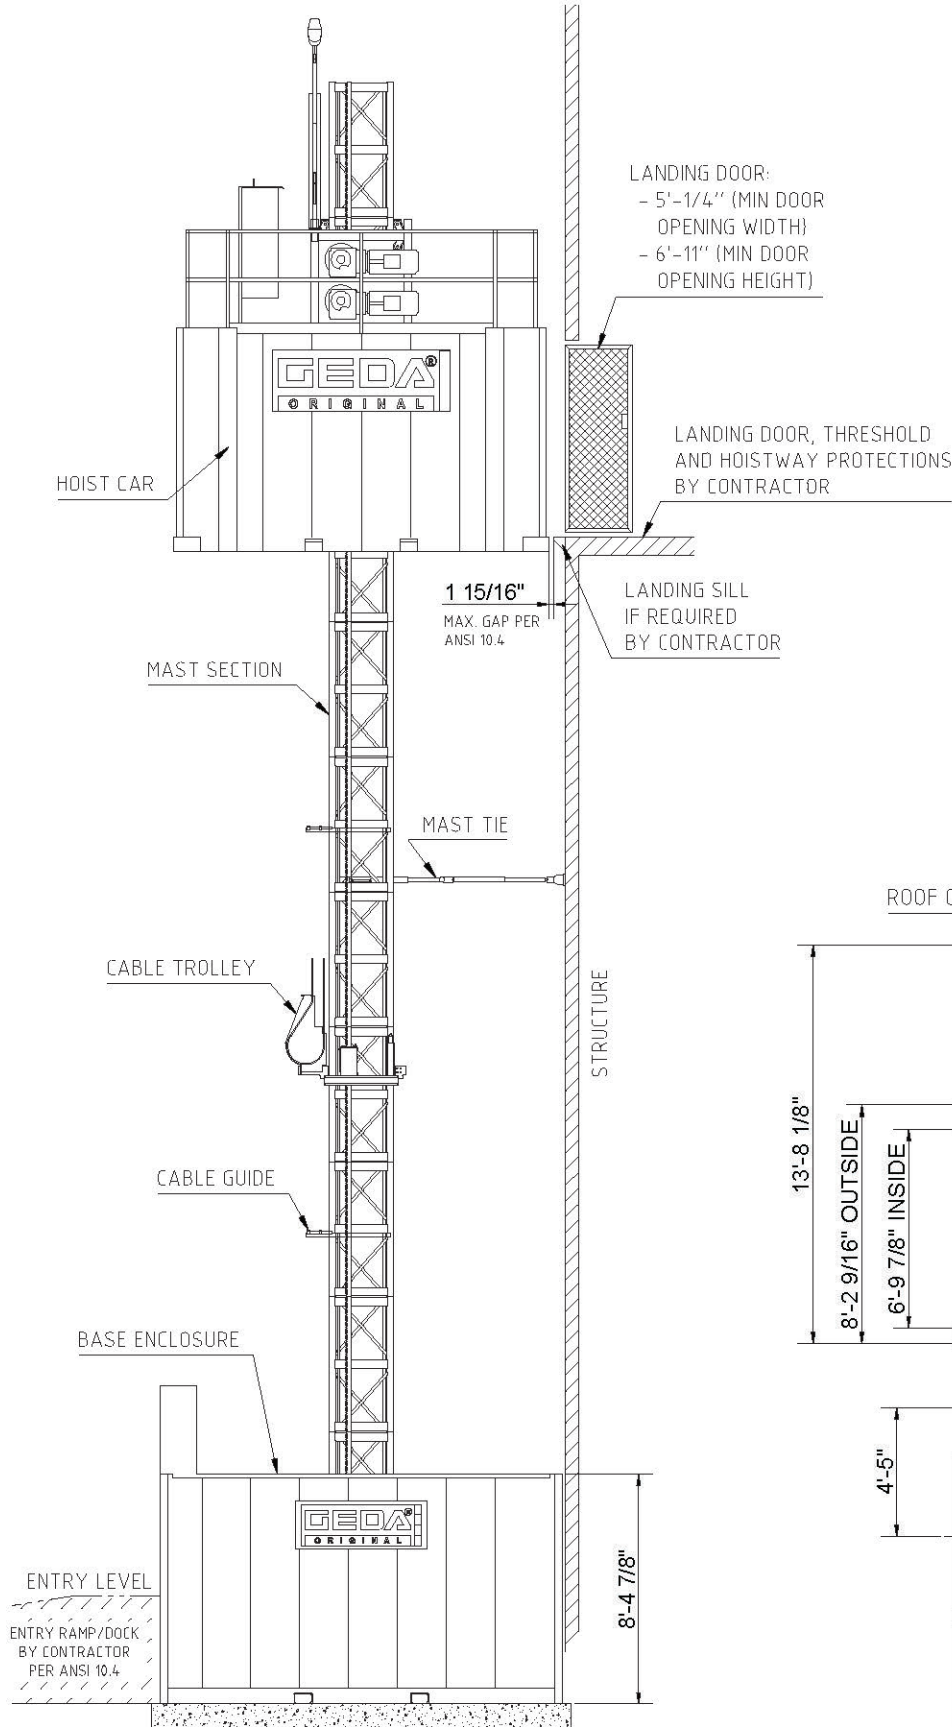 LANDING DOOR:
- 5'-1/4'' (MIN DOOR
OPENING WIDTH)
- 6'-11'' (MIN DOOR
OPENING HEIGHT)
GEDA®
ORIGINAL
LANDING DOOR, THRESHOLD
AND HOISTWAY PROTECTIONS
BY CONTRACTOR
HOIST CAR
1 15/16"
MAX. GAP PER
ANSI 10.4
LANDING SILL
IF REQUIRED
BY CONTRACTOR
MAST SECTION
MAST TIE
ROOF
CABLE TROLLEY
STRUCTURE
13'-8 1/8"
8'-2 9/16" OUTSIDE
6'-9 7/8" INSIDE
CABLE GUIDE
BASE ENCLOSURE
4'-5"
GEDA®
ORIGINAL
8'-4 7/8"
ENTRY LEVEL
ENTRY RAMP/DOCK
BY CONTRACTOR
PER ANSI 10.4